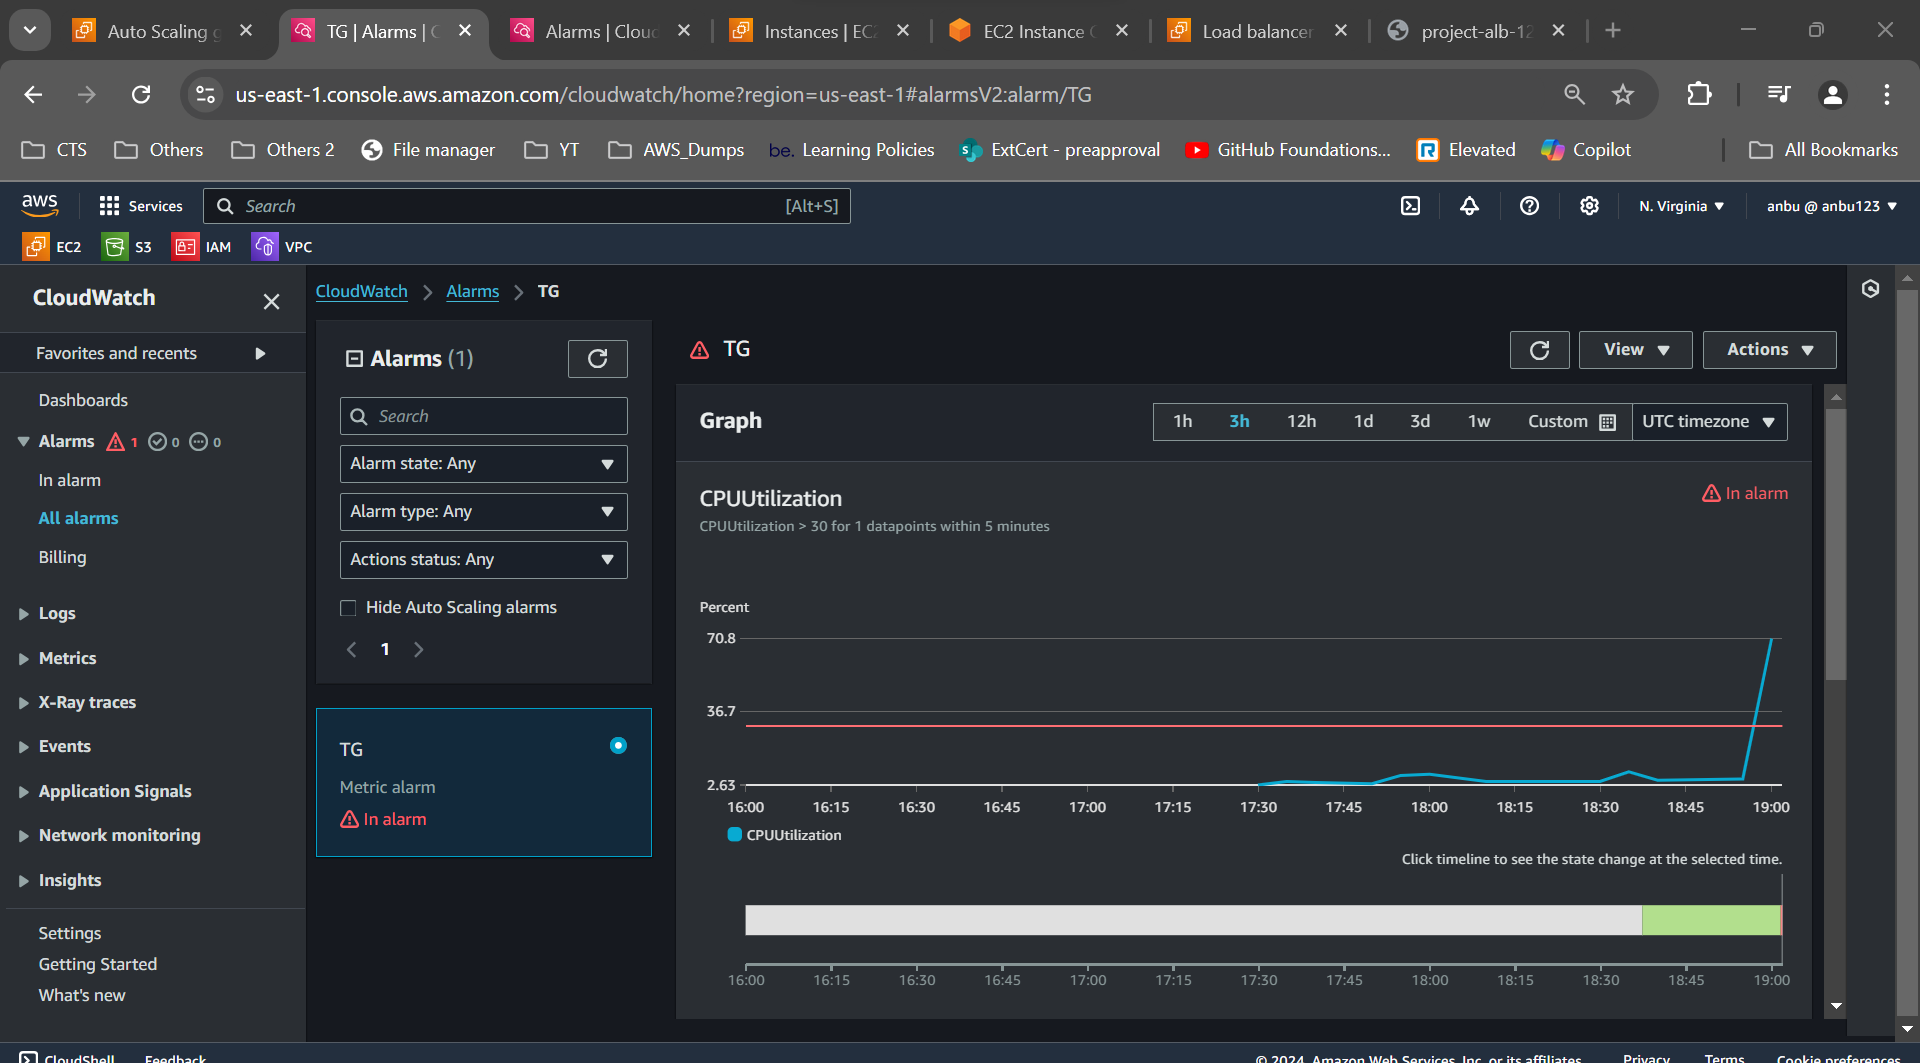 Auto Scaling g
TG | Alarms | C
Alarms | Cloud
Instances | EC2
EC2 Instance C
Load balancer
project-alb-12
us-east-1.console.aws.amazon.com/cloudwatch/home?region=us-east-1#alarmsV2:alarm/TG
CTS
Others
Others 2
File manager
YT
AWS_Dumps
be. Learning Policies
ExtCert - preapproval
GitHub Foundations...
Elevated
Copilot
All Bookmarks
aws
Services
Search
[Alt+S]
N. Virginia
anbu @ anbu123
EC2
S3
IAM
VPC
CloudWatch
Favorites and recents
Dashboards
Alarms 1 0 0
In alarm
All alarms
Billing
Logs
Metrics
X-Ray traces
Events
Application Signals
Network monitoring
Insights
Settings
Getting Started
What's new
CloudWatch > Alarms > TG
Alarms (1)
Search
Alarm state: Any
Alarm type: Any
Actions status: Any
Hide Auto Scaling alarms
1
TG
Metric alarm
In alarm
TG
View
Actions
Graph
1h
3h
12h
1d
3d
1w
Custom
UTC timezone
CPUUtilization
In alarm
CPUUtilization > 30 for 1 datapoints within 5 minutes
Percent
70.8
36.7
2.63
16:00 16:15 16:30 16:45 17:00 17:15 17:30 17:45 18:00 18:15 18:30 18:45 19:00
CPUUtilization
Click timeline to see the state change at the selected time.
16:00 16:15 16:30 16:45 17:00 17:15 17:30 17:45 18:00 18:15 18:30 18:45 19:00
CloudShell
Feedback
© 2024, Amazon Web Services, Inc. or its affiliates.
Privacy
Terms
Cookie preferences